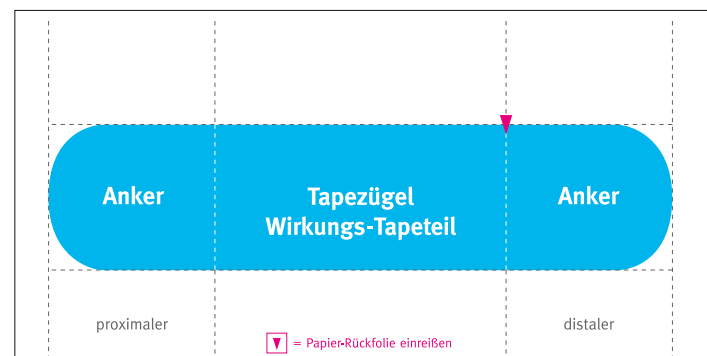 Anker
Tapezügel
Wirkungs-Tapeteil
Anker
proximaler
distaler
= Papier-Rückfolie einreißen